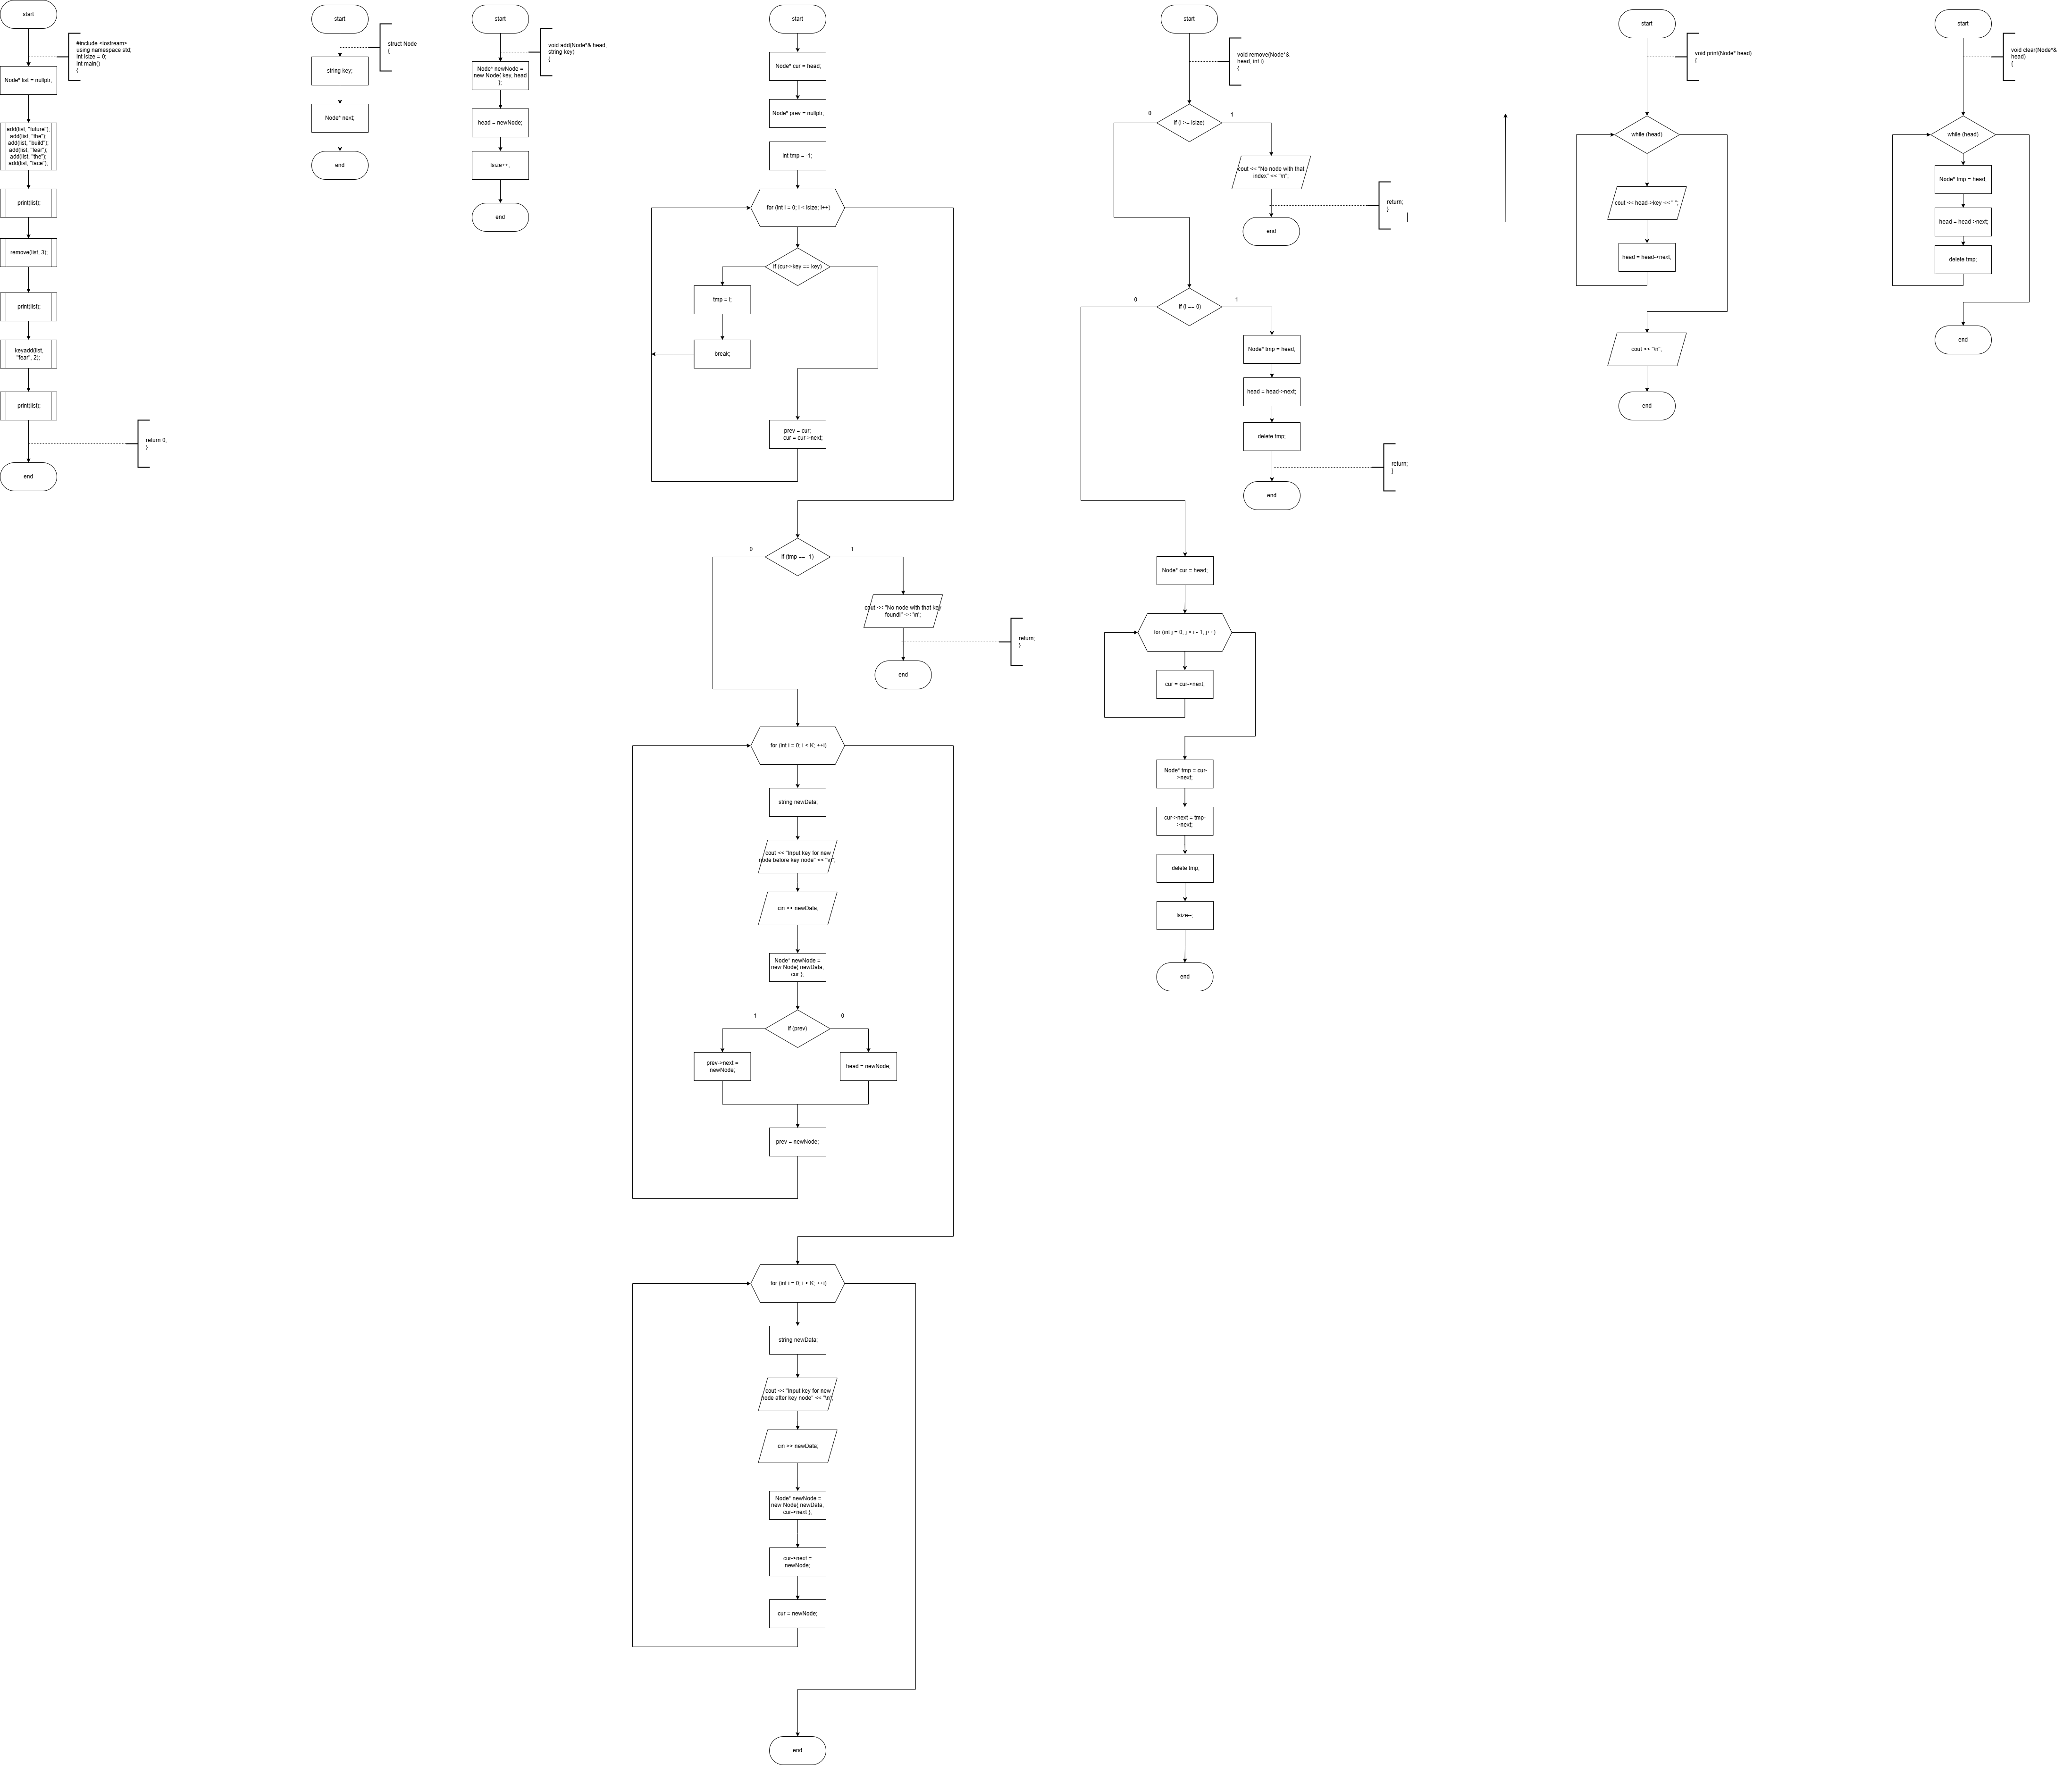 start
#include <iostream>
using namespace std;
int lsize = 0;
int main()
{
Node* list = nullptr;
add(list, "future");
add(list, "the");
add(list, "build");
add(list, "fear");
add(list, "the");
add(list, "face");
print(list);
remove(list, 3);
print(list);
keyadd(list,
"fear", 2);
print(list);
return 0;
}
end
start
struct Node
{
string key;
Node* next;
end
start
void add(Node*& head,
string key)
{
Node* newNode =
new Node{ key, head
};
head = newNode;
lsize++;
end
start
Node* cur = head;
Node* prev = nullptr;
int tmp = -1;
for (int i = 0; i < lsize; i++)
if (cur->key == key)
tmp = i;
break;
prev = cur;
cur = cur->next;
if (tmp == -1)
0
1
cout << "No node with that key
found!" << '\n';
return;
}
end
for (int i = 0; i < K; ++i)
string newData;
cout << "Input key for new
node before key node" << "\n";
cin >> newData;
Node* newNode =
new Node{ newData,
cur };
if (prev)
1
0
prev->next =
newNode;
head = newNode;
prev = newNode;
for (int i = 0; i < K; ++i)
string newData;
cout << "Input key for new
node after key node" << "\n";
cin >> newData;
Node* newNode =
new Node{ newData,
cur->next };
cur->next =
newNode;
cur = newNode;
end
start
void remove(Node*&
head, int i)
{
0
1
if (i >= lsize)
cout << "No node with that
index" << "\n";
return;
}
end
0
1
if (i == 0)
Node* tmp = head;
head = head->next;
delete tmp;
return;
}
end
Node* cur = head;
for (int j = 0; j < i - 1; j++)
cur = cur->next;
Node* tmp = cur-
>next;
cur->next = tmp-
>next;
delete tmp;
lsize--;
end
start
void print(Node* head)
{
while (head)
cout << head->key << " ";
head = head->next;
cout << "\n";
end
start
void clear(Node*&
head)
{
while (head)
Node* tmp = head;
head = head->next;
delete tmp;
end